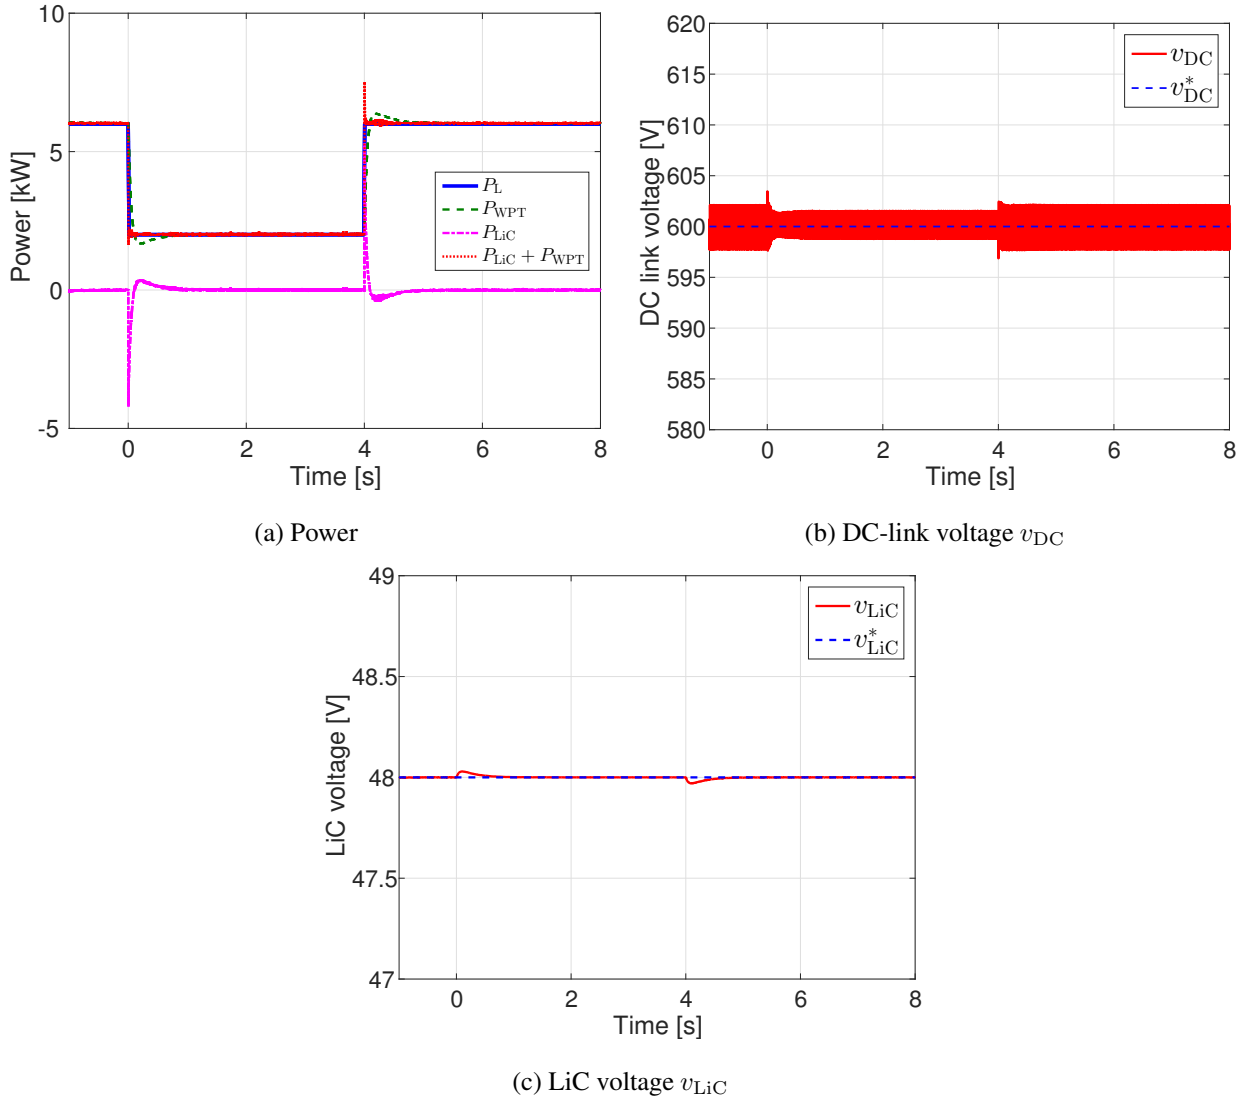 10
5
0
-5
Power [kW]
0
2
4
6
8
Time [s]
P_L
P_WPT
P_LiC
P_LiC + P_WPT
(a) Power
620
615
610
605
600
595
590
585
580
DC link voltage [V]
0
2
4
6
8
Time [s]
v_DC
v*_DC
(b) DC-link voltage v_DC
49
48.5
48
47.5
47
LiC voltage [V]
0
2
4
6
8
Time [s]
v_LiC
v*_LiC
(c) LiC voltage v_LiC